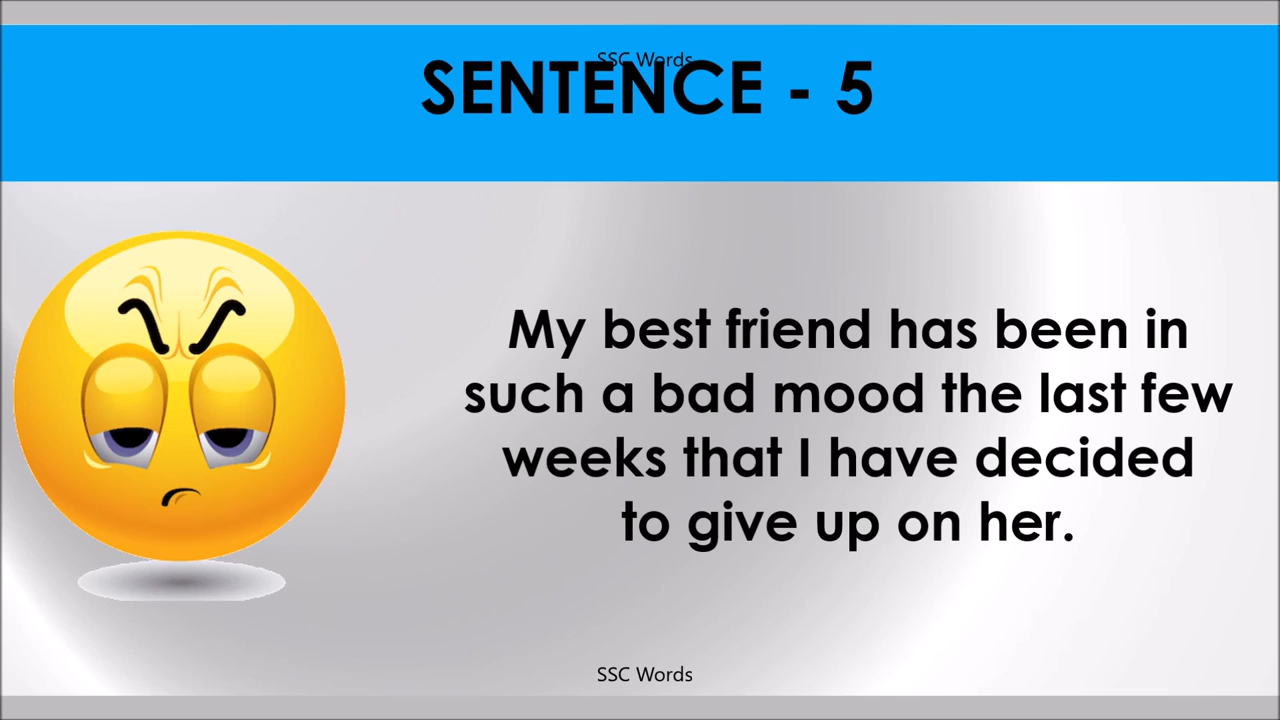 SSC Words
SENTENCE - 5
My best friend has been in
such a bad mood the last few
weeks that I have decided
to give up on her.
SSC Words